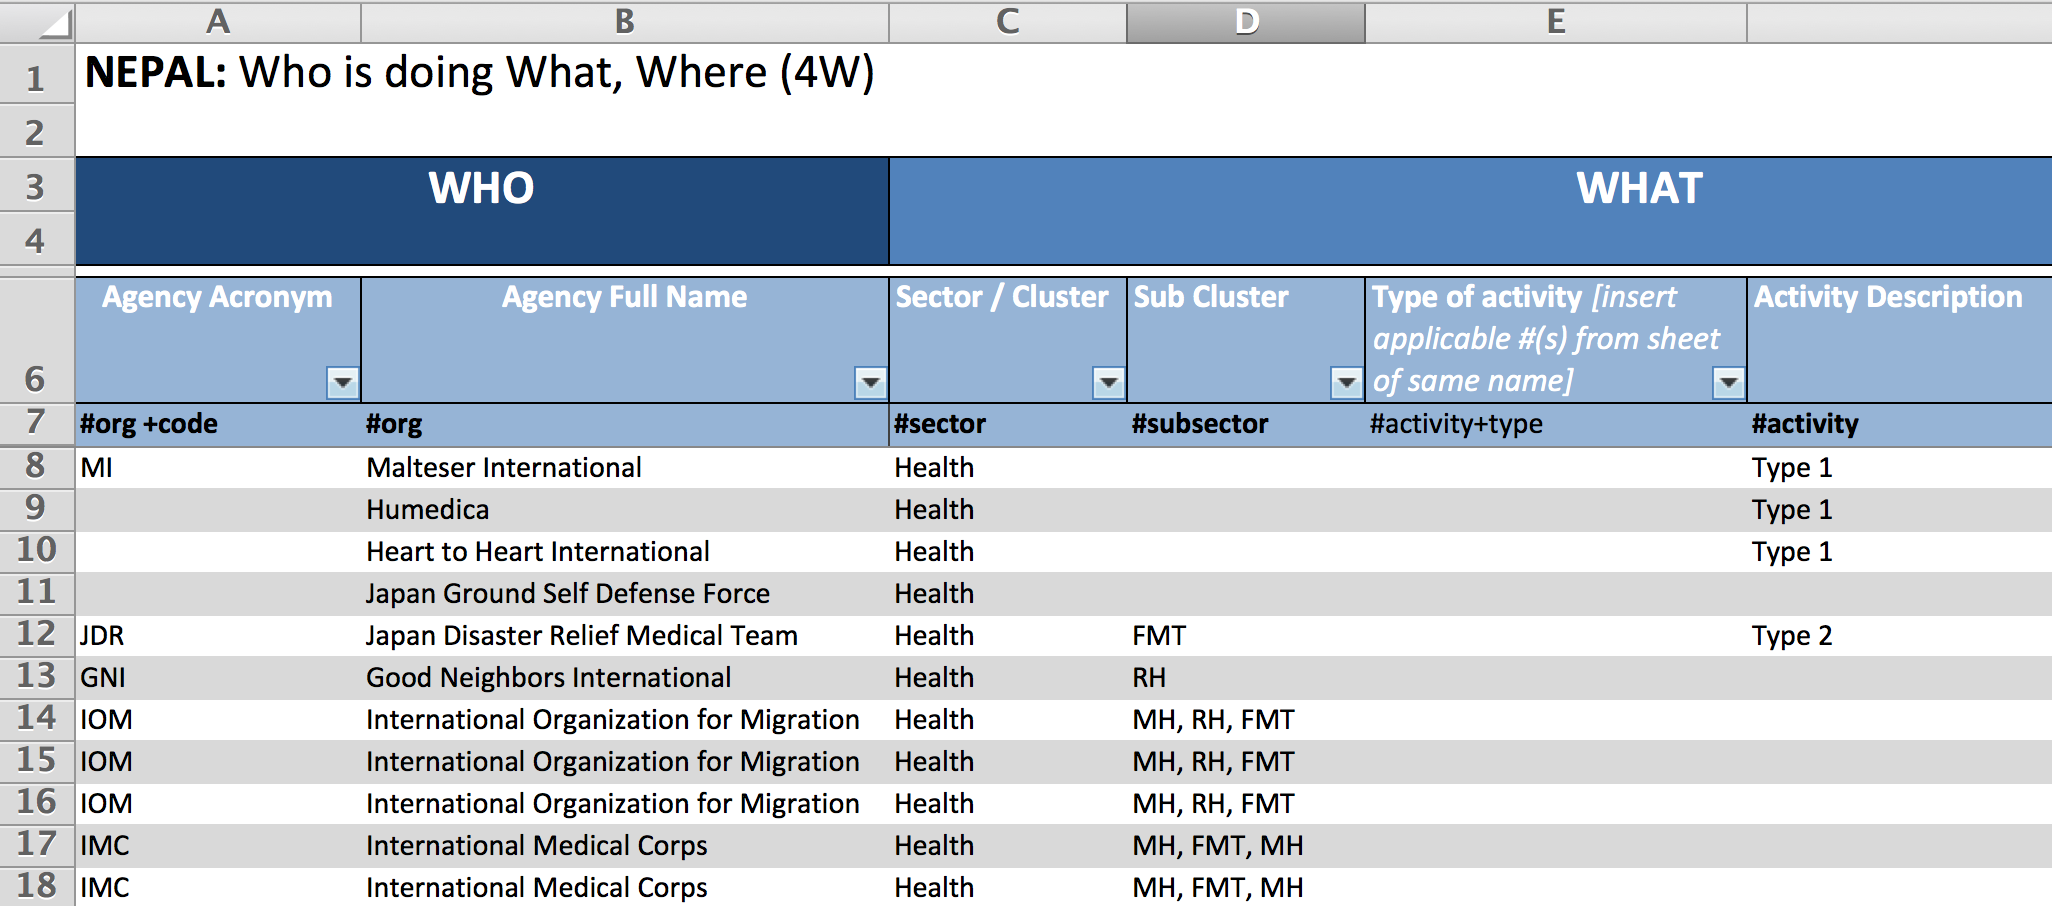 A B C D E
1 NEPAL: Who is doing What, Where (4W)
2
3 WHO WHAT
4
Agency Acronym Agency Full Name Sector / Cluster Sub Cluster Type of activity [insert Activity Description
applicable #(s) from sheet
6 of same name]
7 #org +code #org #sector #subsector #activity+type #activity
8 MI Malteser International Health Type 1
9 Humedica Health Type 1
10 Heart to Heart International Health Type 1
11 Japan Ground Self Defense Force Health
12 JDR Japan Disaster Relief Medical Team Health FMT Type 2
13 GNI Good Neighbors International Health RH
14 IOM International Organization for Migration Health MH, RH, FMT
15 IOM International Organization for Migration Health MH, RH, FMT
16 IOM International Organization for Migration Health MH, RH, FMT
17 IMC International Medical Corps Health MH, FMT, MH
18 IMC International Medical Corps Health MH, FMT, MH